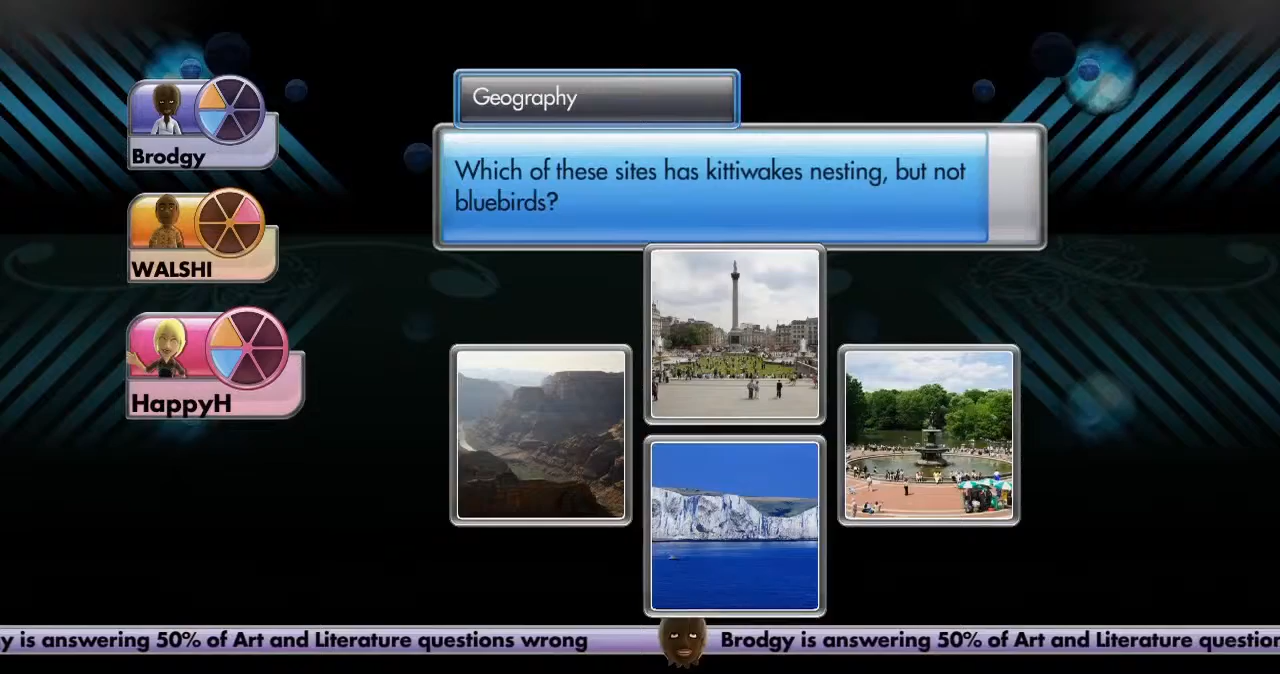 Geography
Which of these sites has kittiwakes nesting, but not
bluebirds?
Brodgy
WALSHI
HappyH
y is answering 50% of Art and Literature questions wrong
Brodgy is answering 50% of Art and Literature question